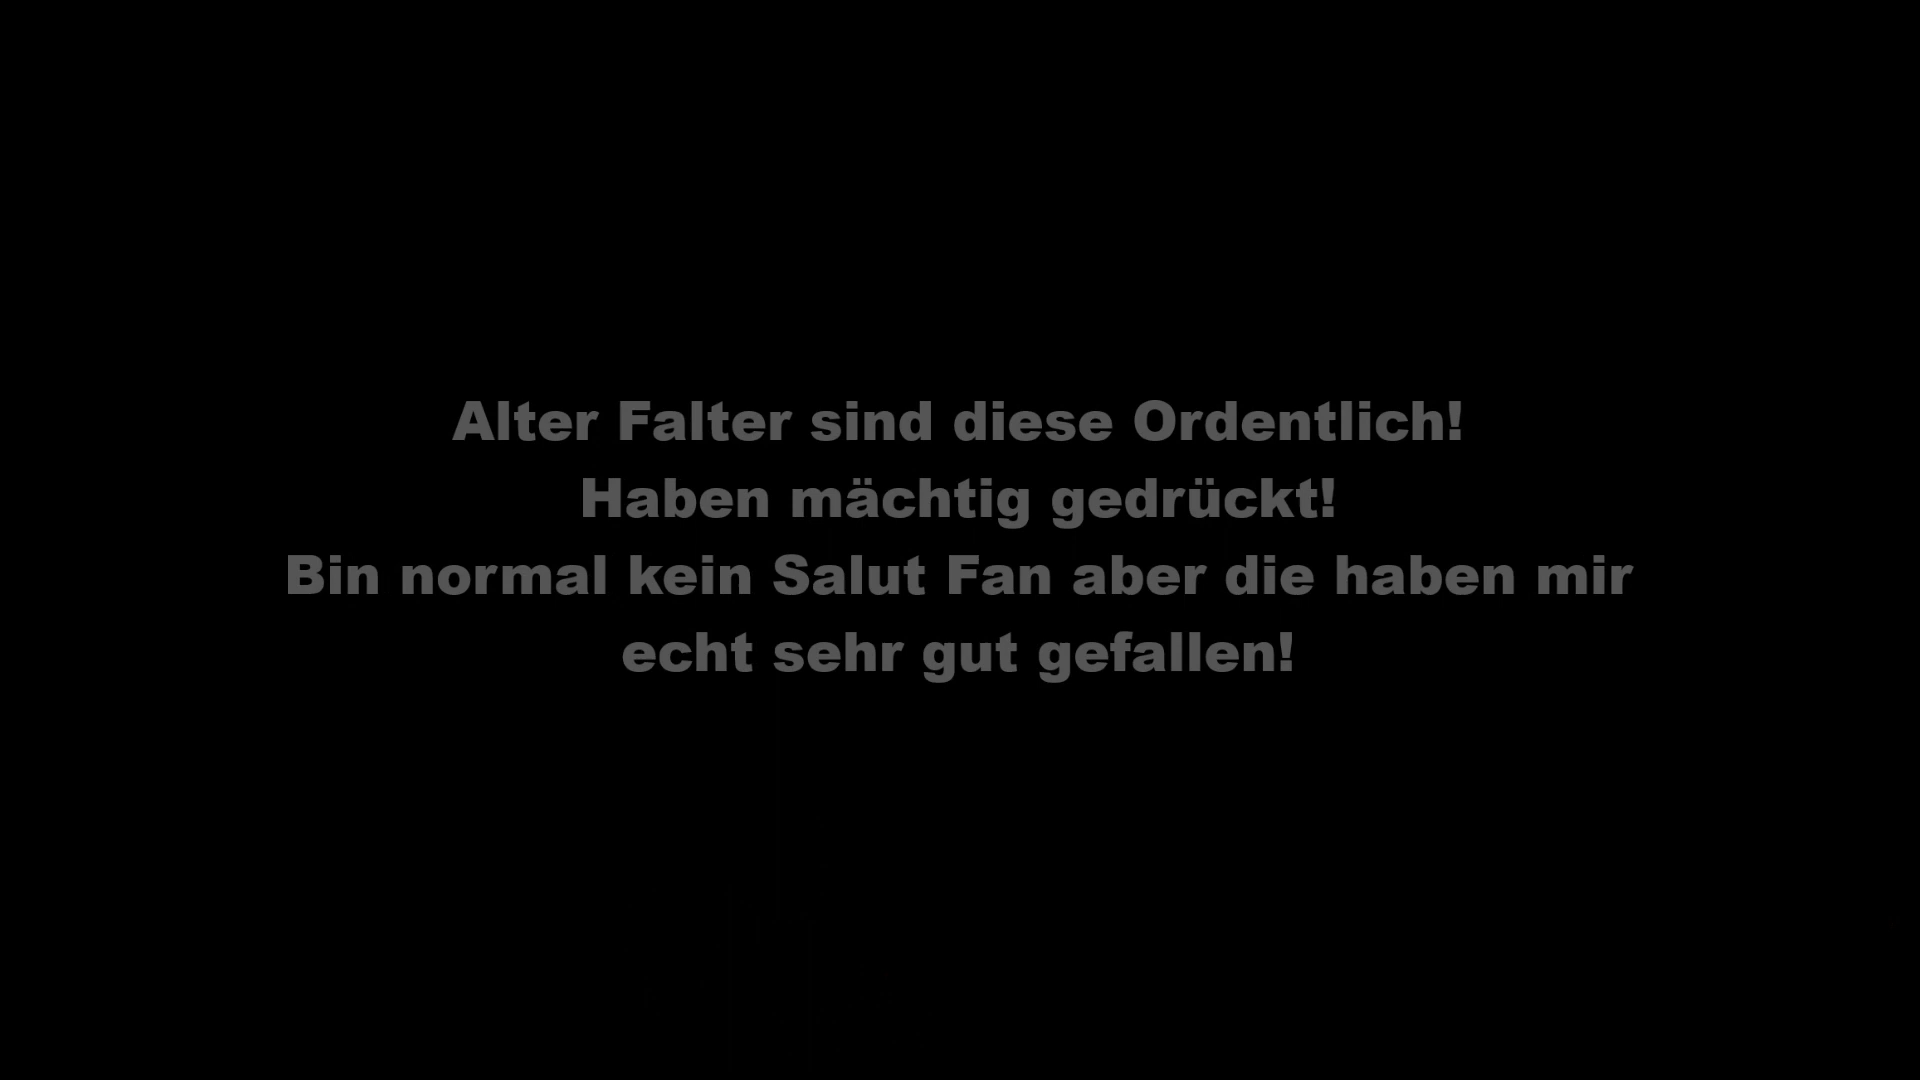 Alter Falter sind diese Ordentlich!
Haben mächtig gedrückt!
Bin normal kein Salut Fan aber die haben mir
echt sehr gut gefallen!